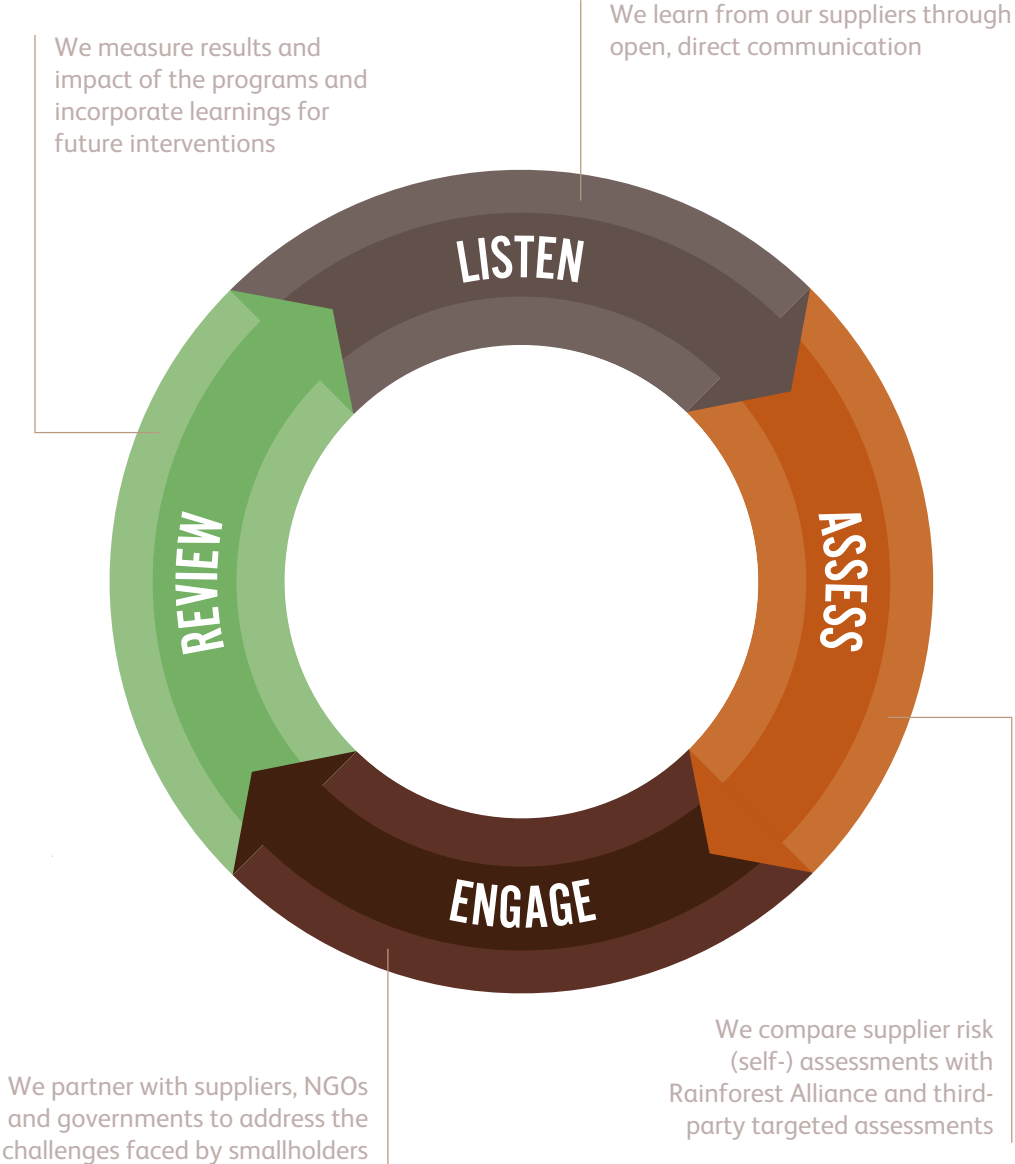 We learn from our suppliers through
open, direct communication
We measure results and
impact of the programs and
incorporate learnings for
future interventions
LISTEN
ASSESS
REVIEW
ENGAGE
We compare supplier risk
(self-) assessments with
Rainforest Alliance and third-
party targeted assessments
We partner with suppliers, NGOs
and governments to address the
challenges faced by smallholders